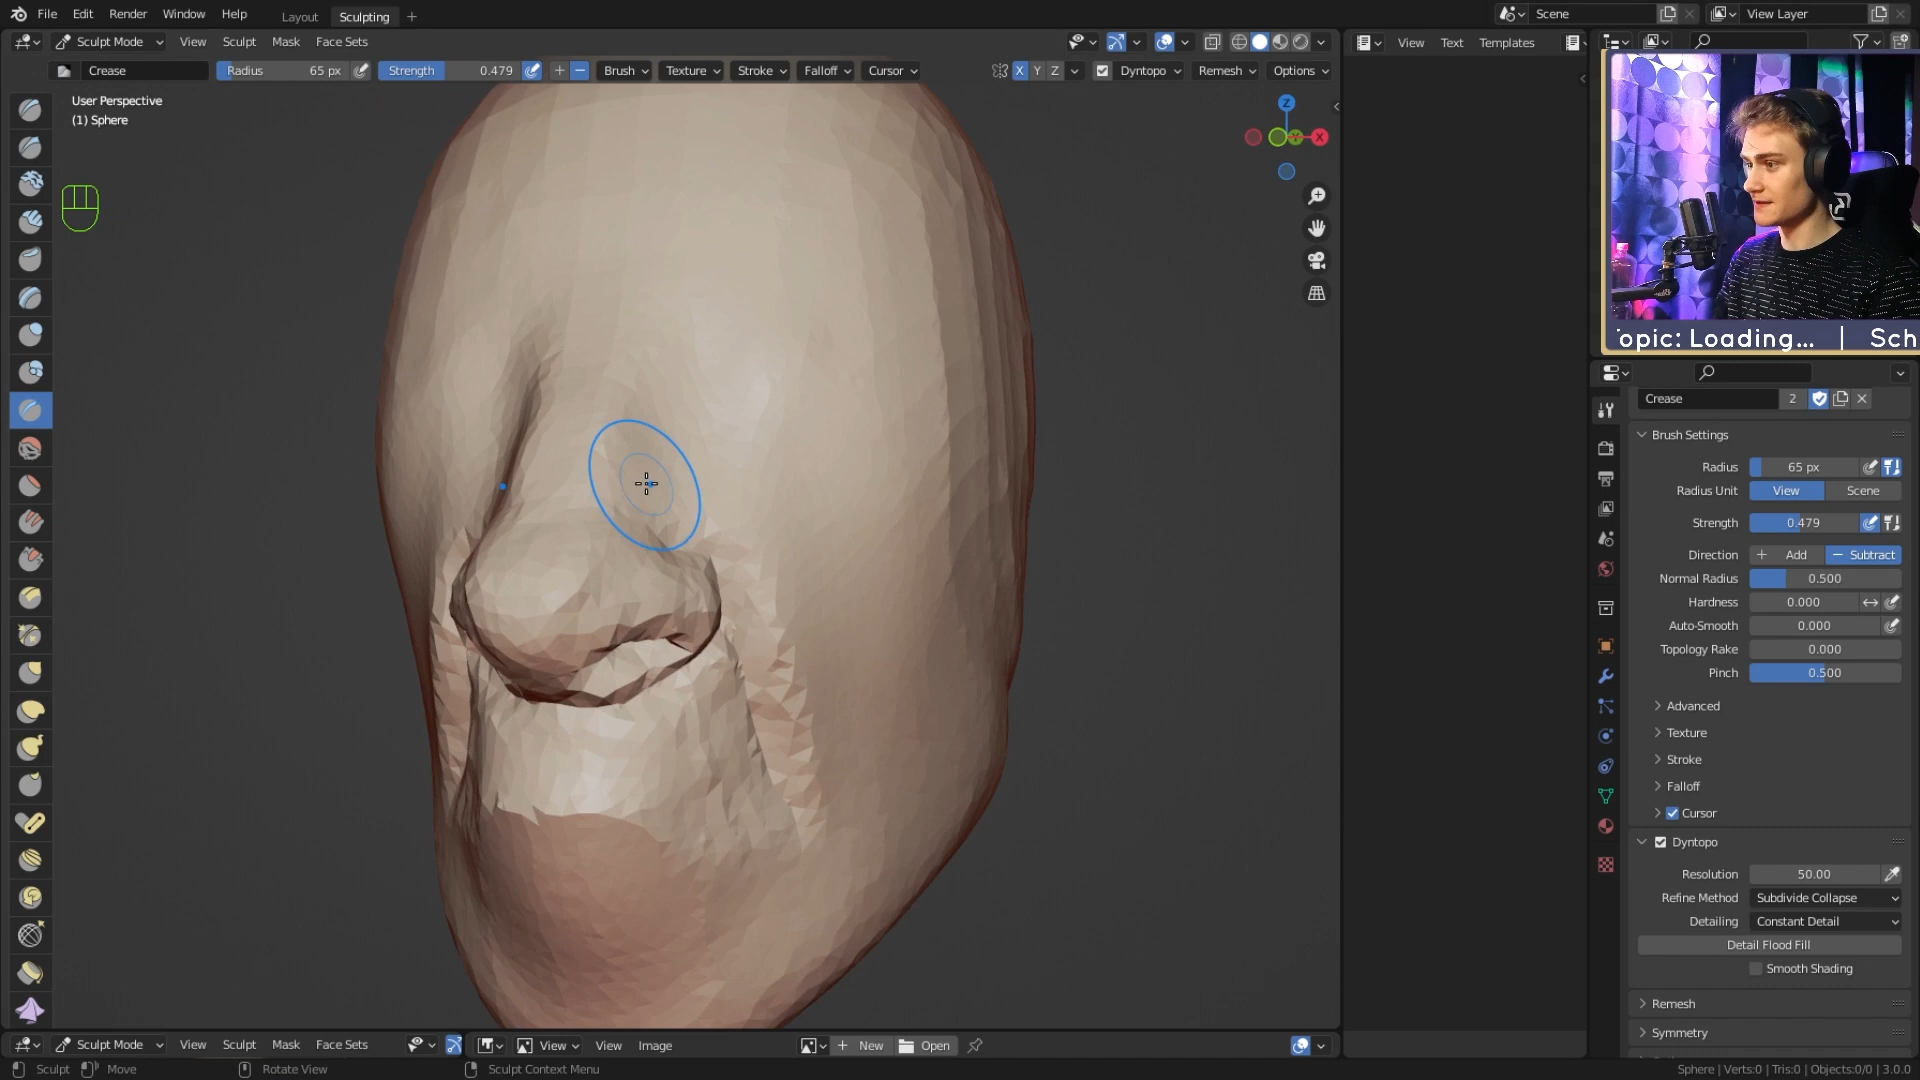 File Edit Render Window Help Layout Sculpting + Scene View Layer
Sculpt Mode View Sculpt Mask Face Sets View Text Templates
Crease Radius 65 px Strength 0.479 + − Brush Texture Stroke Falloff Cursor X Y Z Dyntopo Remesh Options
User Perspective
(1) Sphere
Z
Y
X
opic: Loading... | Sch
Crease 2
Brush Settings
Radius 65 px
Radius Unit View Scene
Strength 0.479
Direction + Add − Subtract
Normal Radius 0.500
Hardness 0.000
Auto-Smooth 0.000
Topology Rake 0.000
Pinch 0.500
Advanced
Texture
Stroke
Falloff
Cursor
Dyntopo
Resolution 50.00
Refine Method Subdivide Collapse
Detailing Constant Detail
Detail Flood Fill
Smooth Shading
Remesh
Symmetry
Sculpt Mode View Sculpt Mask Face Sets View View Image + New Open
Sculpt Move Rotate View Sculpt Context Menu Sphere | Verts:0 | Tris:0 | Objects:0/0 | 3.0.0